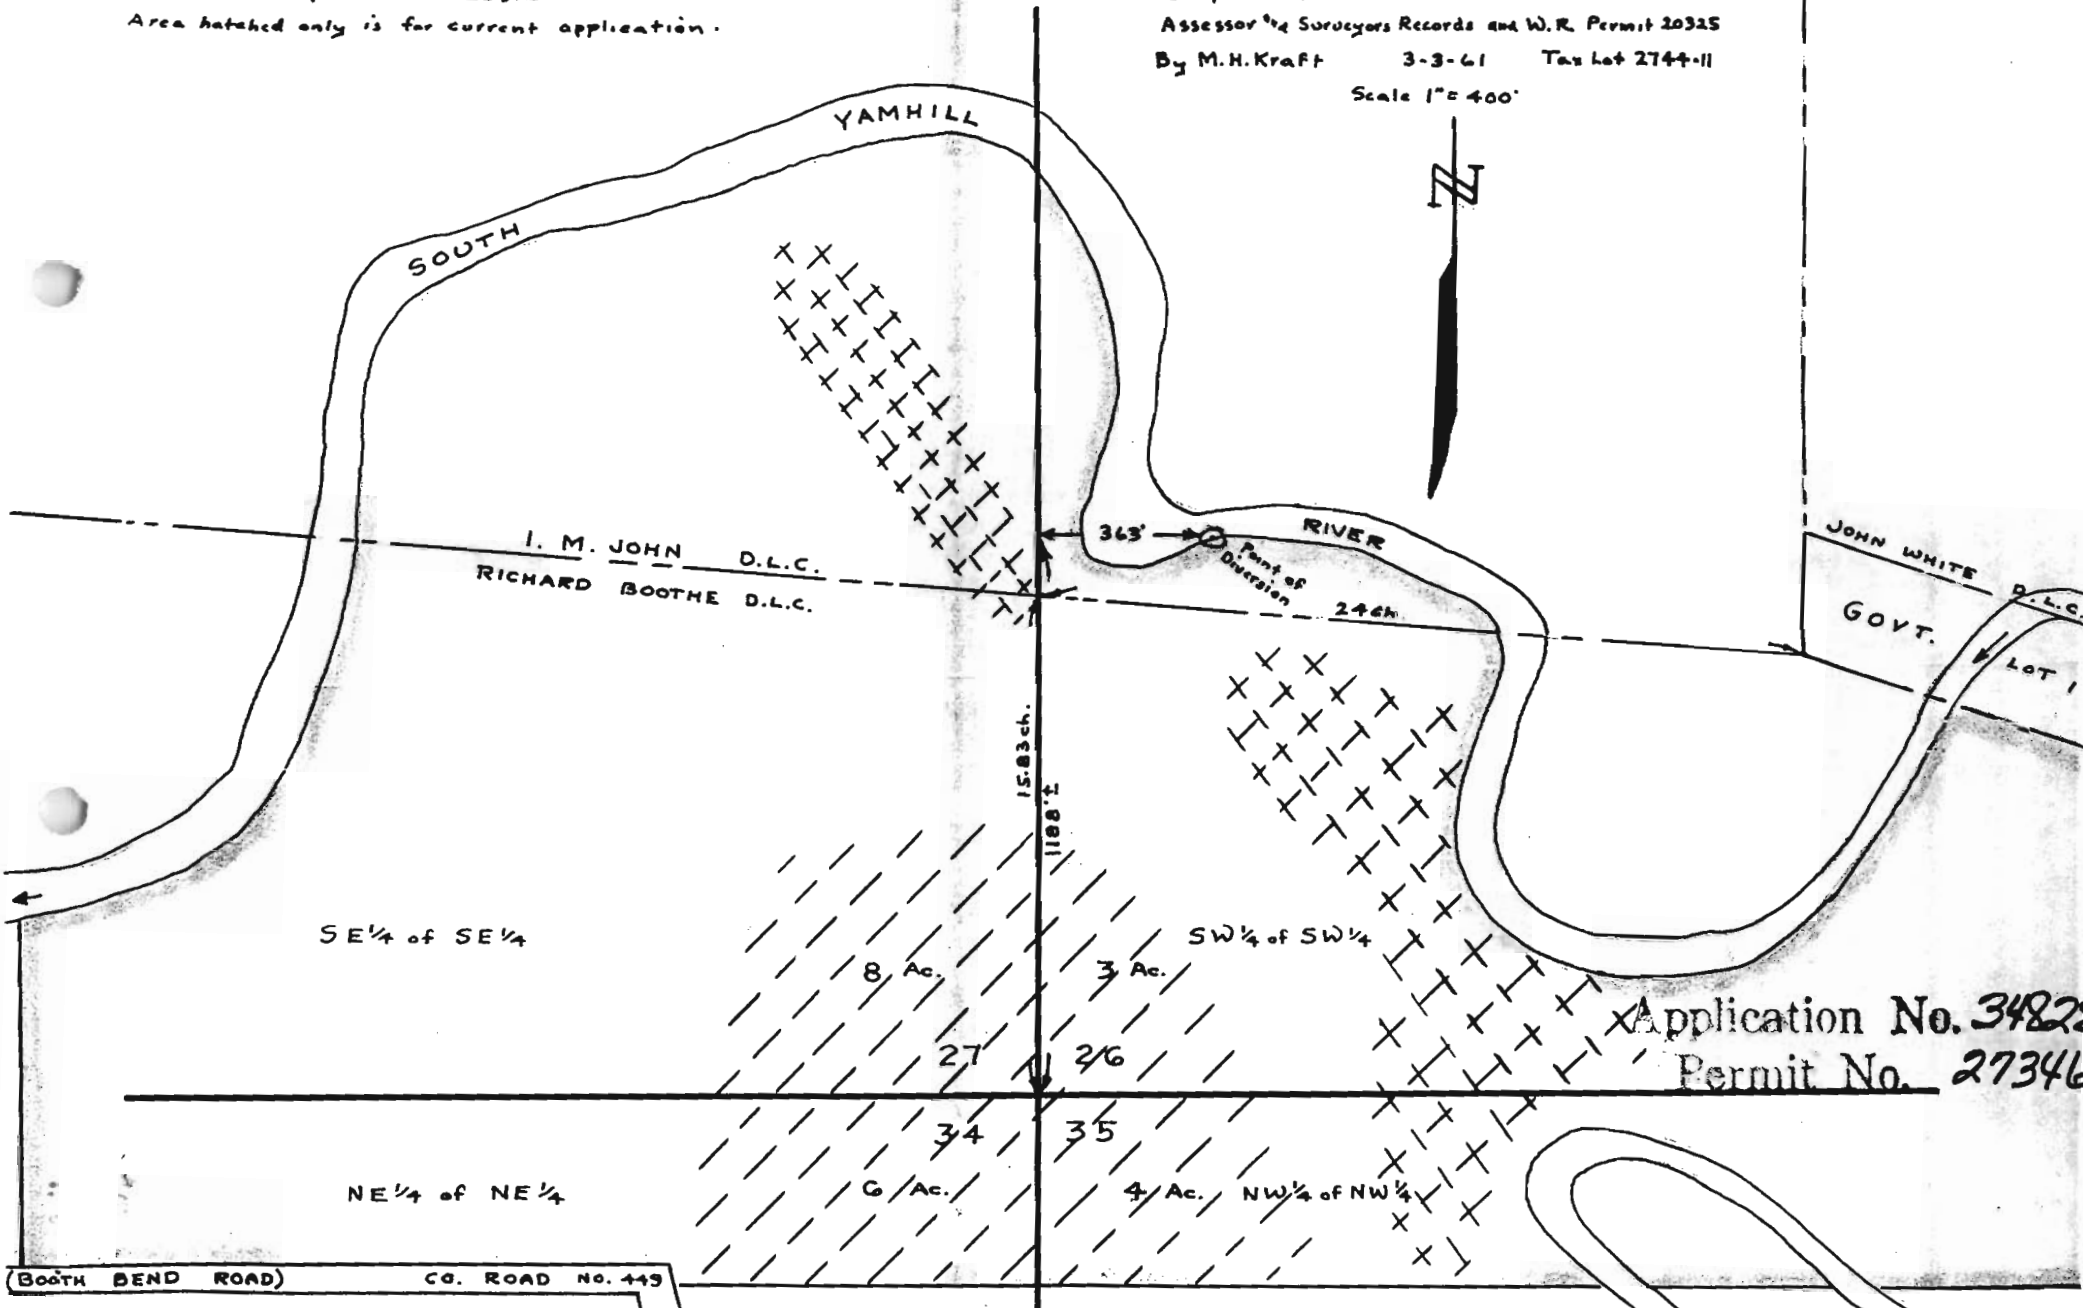 Area hatched only is for current application.
Assessor and Surveyors Records and W.R. Permit 20325
By M.H. Kraft 3-3-61 Tax Lot 2744-11
Scale 1" = 400'
N
SOUTH YAMHILL RIVER
I. M. JOHN D.L.C.
RICHARD BOOTHE D.L.C.
363'
Point of
Diversion
24ch.
JOHN WHITE D.L.C.
GOVT.
LOT 1
15.83ch.
1188'±
SE¼ of SE¼
SW¼ of SW¼
8 Ac.
3 Ac.
27
26
Application No. 3482
Permit No. 27346
34
35
NE¼ of NE¼
6 Ac.
4 Ac.
NW¼ of NW¼
(BOOTH BEND ROAD) CO. ROAD NO. 449